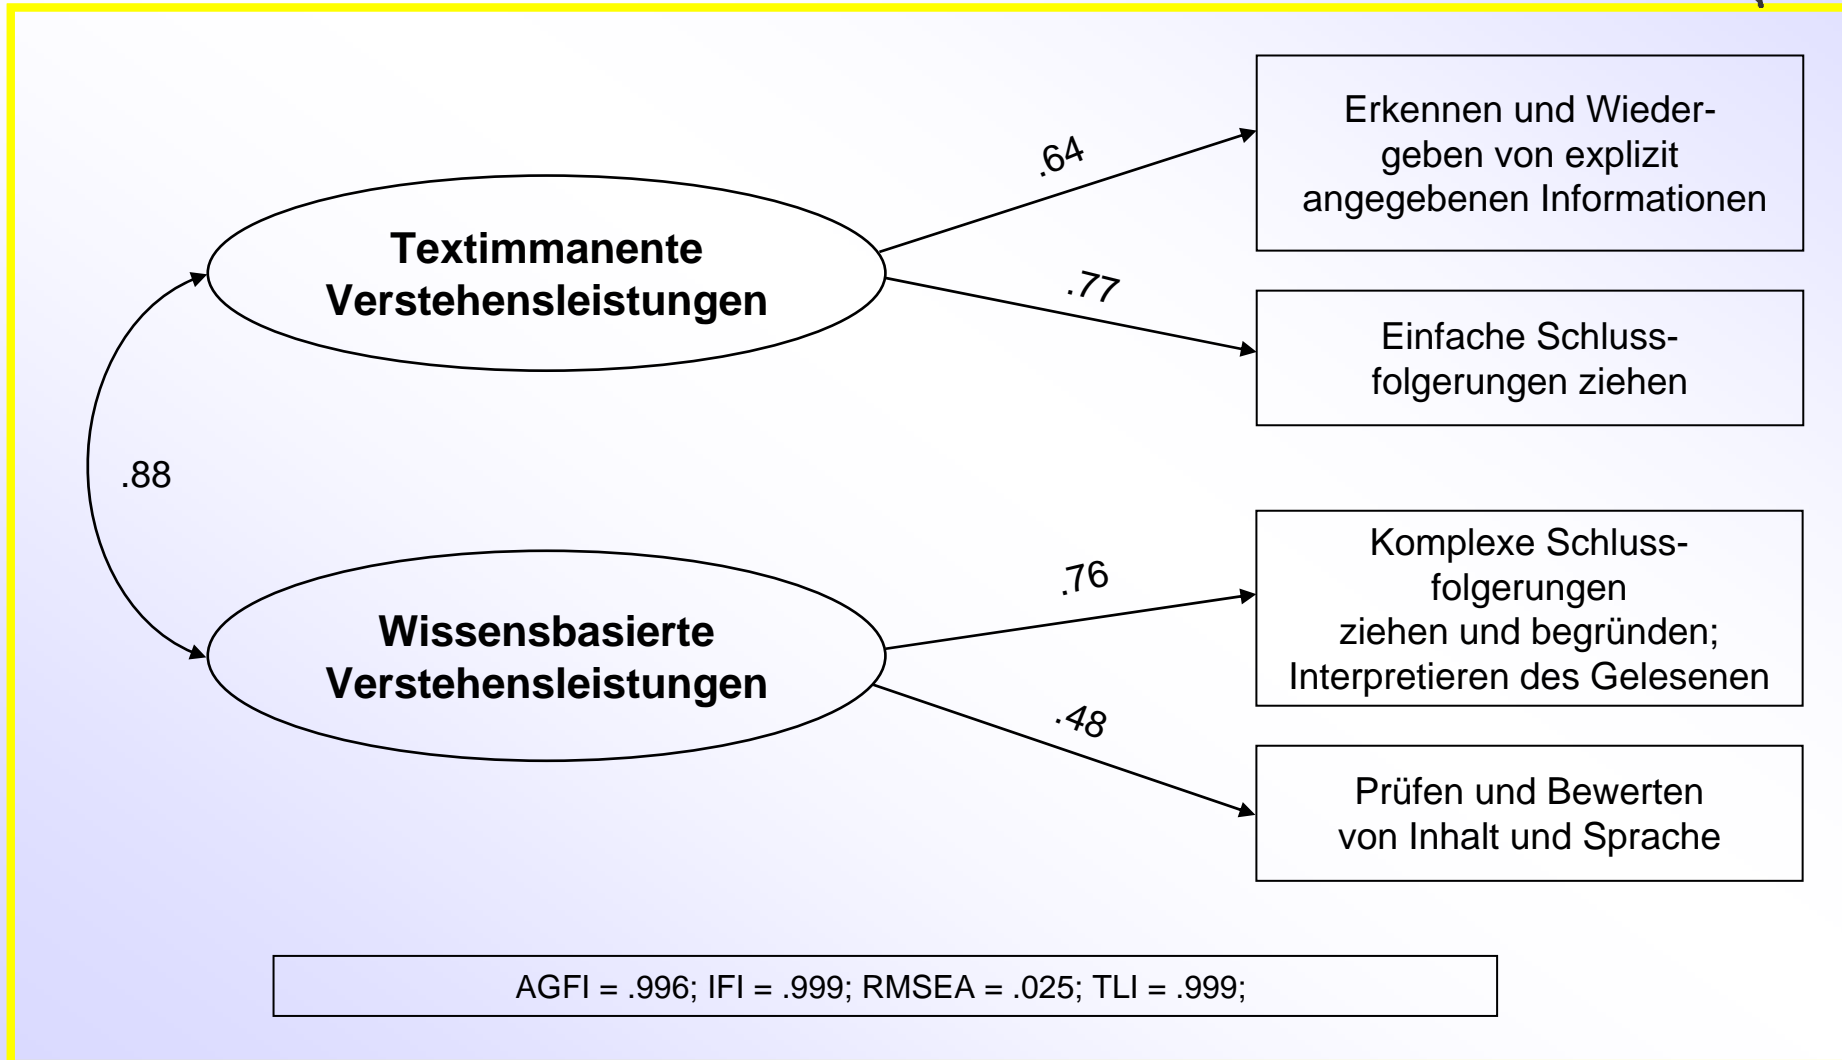 Erkennen und Wieder-
geben von explizit
angegebenen Informationen
.64
Textimmanente
Verstehensleistungen
.77
Einfache Schluss-
folgerungen ziehen
.88
Komplexe Schluss-
folgerungen
ziehen und begründen;
Interpretieren des Gelesenen
.76
Wissensbasierte
Verstehensleistungen
.48
Prüfen und Bewerten
von Inhalt und Sprache
AGFI = .996; IFI = .999; RMSEA = .025; TLI = .999;